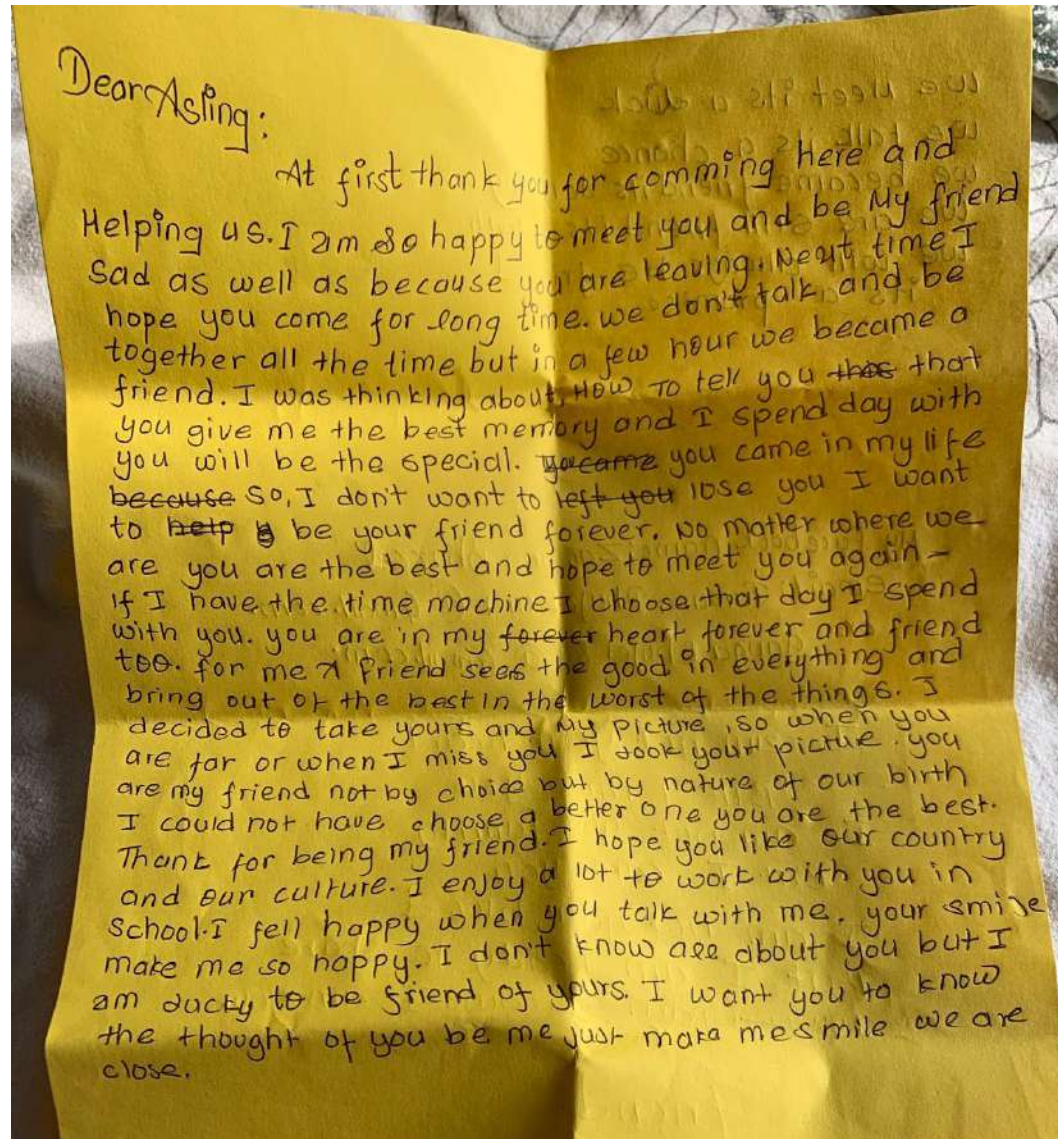 Dear Asling:
At first thank you for comming Here and
Helping us. I am so happy to meet you and be My friend
Sad as well as because you are leaving. Next time I
hope you come for long time. we don't talk and be
together all the time but in a few hour we became a
friend. I was thinking about, How To tell you that
you give me the best memory and I spend day with
you will be the special. you came in my life
because So, I don't want to left you lose you I want
to help be your friend forever. No matter where we
are you are the best and hope to meet you again -
If I have the time machine I choose that day I spend
with you. you are in my forever heart forever and friend
too. for me A friend sees the good in everything and
bring out of the best in the worst of the things. I
decided to take yours and My picture, so when you
are far or when I miss you I look your picture. you
are my friend not by choice but by nature of our birth
I could not have choose a better one you are the best.
Thank for being my friend. I hope you like our country
and our culture. I enjoy a lot to work with you in
School. I fell happy when you talk with me. your smile
make me so happy. I don't know all about you but I
am lucky to be friend of yours. I want you to know
the thought of you be me just make me smile we are
close.